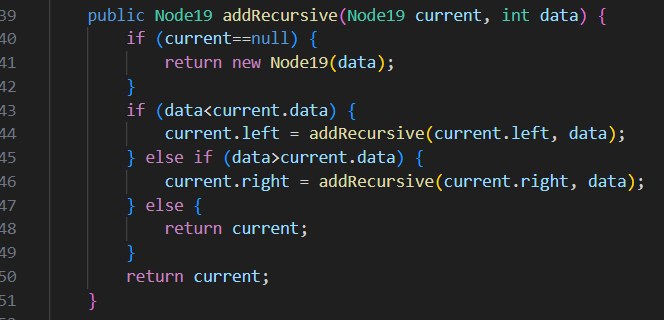 39 public Node19 addRecursive(Node19 current, int data) {
40 if (current==null) {
41 return new Node19(data);
42 }
43 if (data<current.data) {
44 current.left = addRecursive(current.left, data);
45 } else if (data>current.data) {
46 current.right = addRecursive(current.right, data);
47 } else {
48 return current;
49 }
50 return current;
51 }